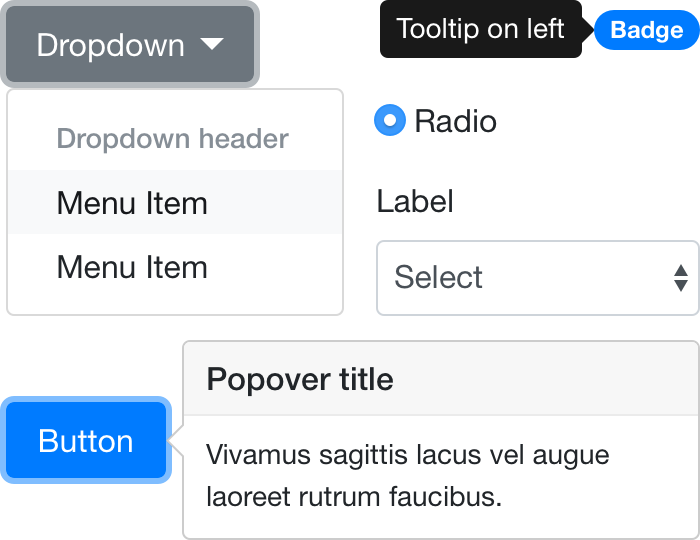 Dropdown
Tooltip on left
Badge
Dropdown header
Menu Item
Menu Item
Radio
Label
Select
Button
Popover title
Vivamus sagittis lacus vel augue
laoreet rutrum faucibus.